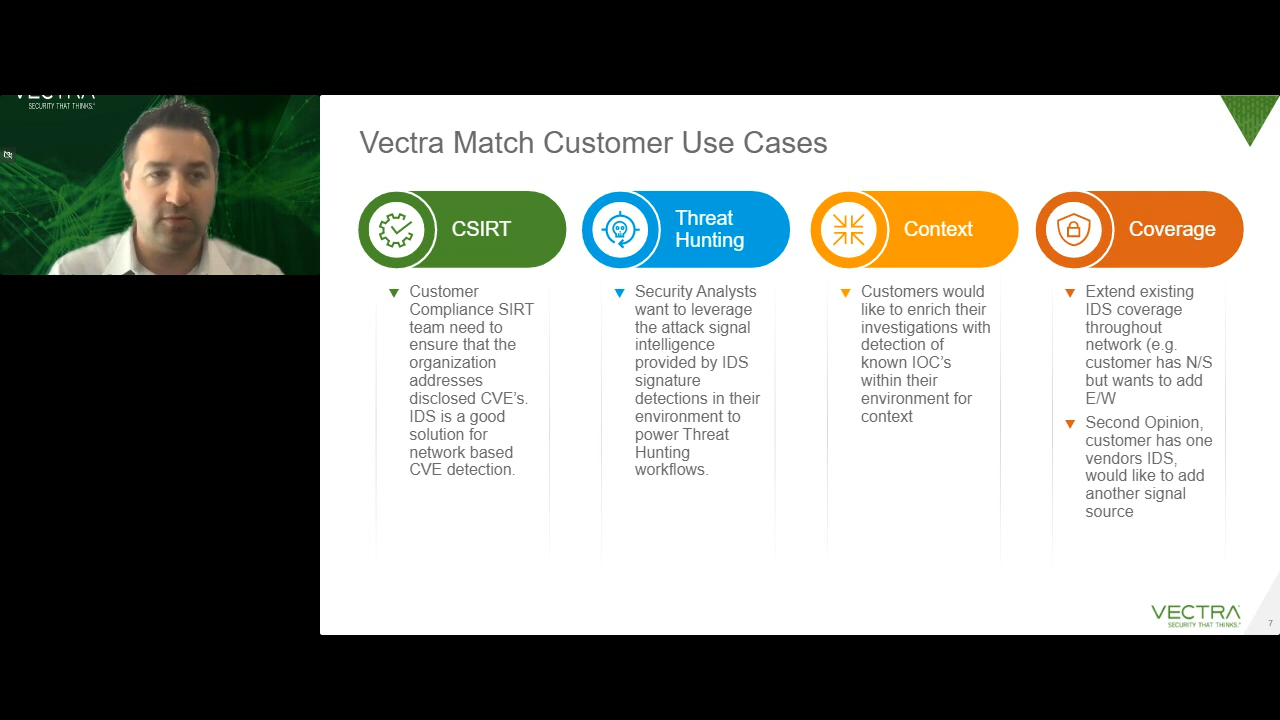 VECTRA
SECURITY THAT THINKS.®
Vectra Match Customer Use Cases
CSIRT
Customer
Compliance SIRT
team need to
ensure that the
organization
addresses
disclosed CVE's.
IDS is a good
solution for
network based
CVE detection.
Threat
Hunting
Security Analysts
want to leverage
the attack signal
intelligence
provided by IDS
signature
detections in their
environment to
power Threat
Hunting
workflows.
Context
Customers would
like to enrich their
investigations with
detection of
known IOC's
within their
environment for
context
Coverage
Extend existing
IDS coverage
throughout
network (e.g.
customer has N/S
but wants to add
E/W
Second Opinion,
customer has one
vendors IDS,
would like to add
another signal
source
VECTRA
SECURITY THAT THINKS.®
7